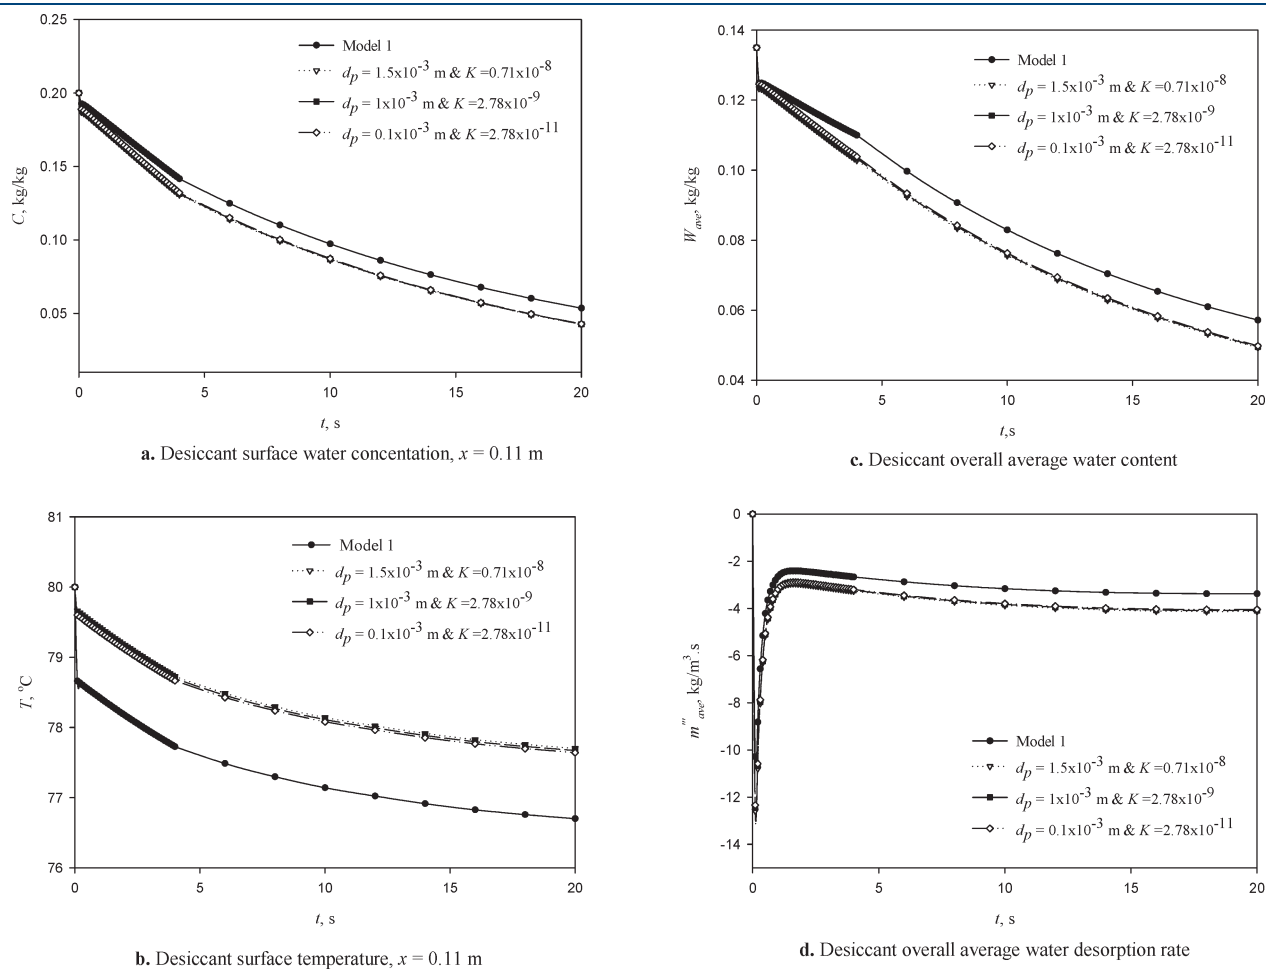 0.25
0.20
0.15
0.10
0.05
C, kg/kg
Model 1
dp = 1.5x10-3 m & K =0.71x10-8
dp = 1x10-3 m & K=2.78x10-9
dp = 0.1x10-3 m & K=2.78x10-11
0 5 10 15 20
t, s
a. Desiccant surface water concentation, x = 0.11 m
0.14
0.12
0.10
0.08
0.06
0.04
Wave, kg/kg
Model 1
dp = 1.5x10-3 m & K=0.71x10-8
dp = 1x10-3 m & K=2.78x10-9
dp = 0.1x10-3 m & K=2.78x10-11
0 5 10 15 20
t,s
c. Desiccant overall average water content
81
80
79
78
77
76
T, oC
Model 1
dp = 1.5x10-3 m & K =0.71x10-8
dp = 1x10-3 m & K=2.78x10-9
dp = 0.1x10-3 m & K=2.78x10-11
0 5 10 15 20
t, s
b. Desiccant surface temperature, x = 0.11 m
0
-2
-4
-6
-8
-10
-12
-14
m'''ave, kg/m3.s
Model 1
dp = 1.5x10-3 m & K=0.71x10-8
dp = 1x10-3 m & K=2.78x10-9
dp = 0.1x10-3 m & K=2.78x10-11
0 5 10 15 20
t, s
d. Desiccant overall average water desorption rate